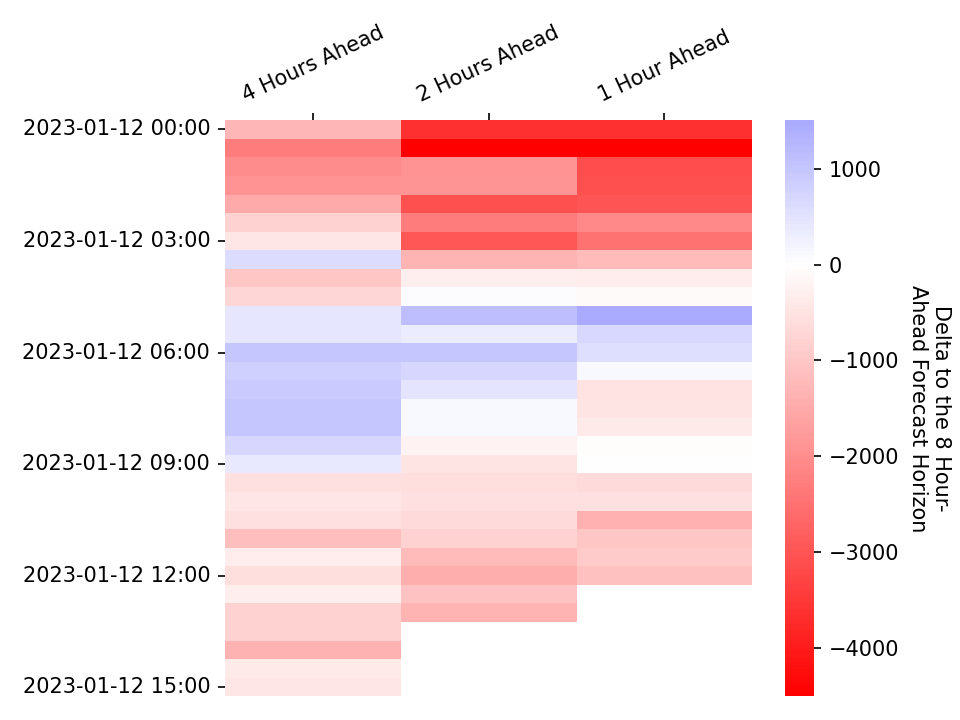 4 Hours Ahead
2 Hours Ahead
1 Hour Ahead
2023-01-12 00:00
2023-01-12 03:00
2023-01-12 06:00
2023-01-12 09:00
2023-01-12 12:00
2023-01-12 15:00
1000
0
−1000
−2000
−3000
−4000
Delta to the 8 Hour-
Ahead Forecast Horizon